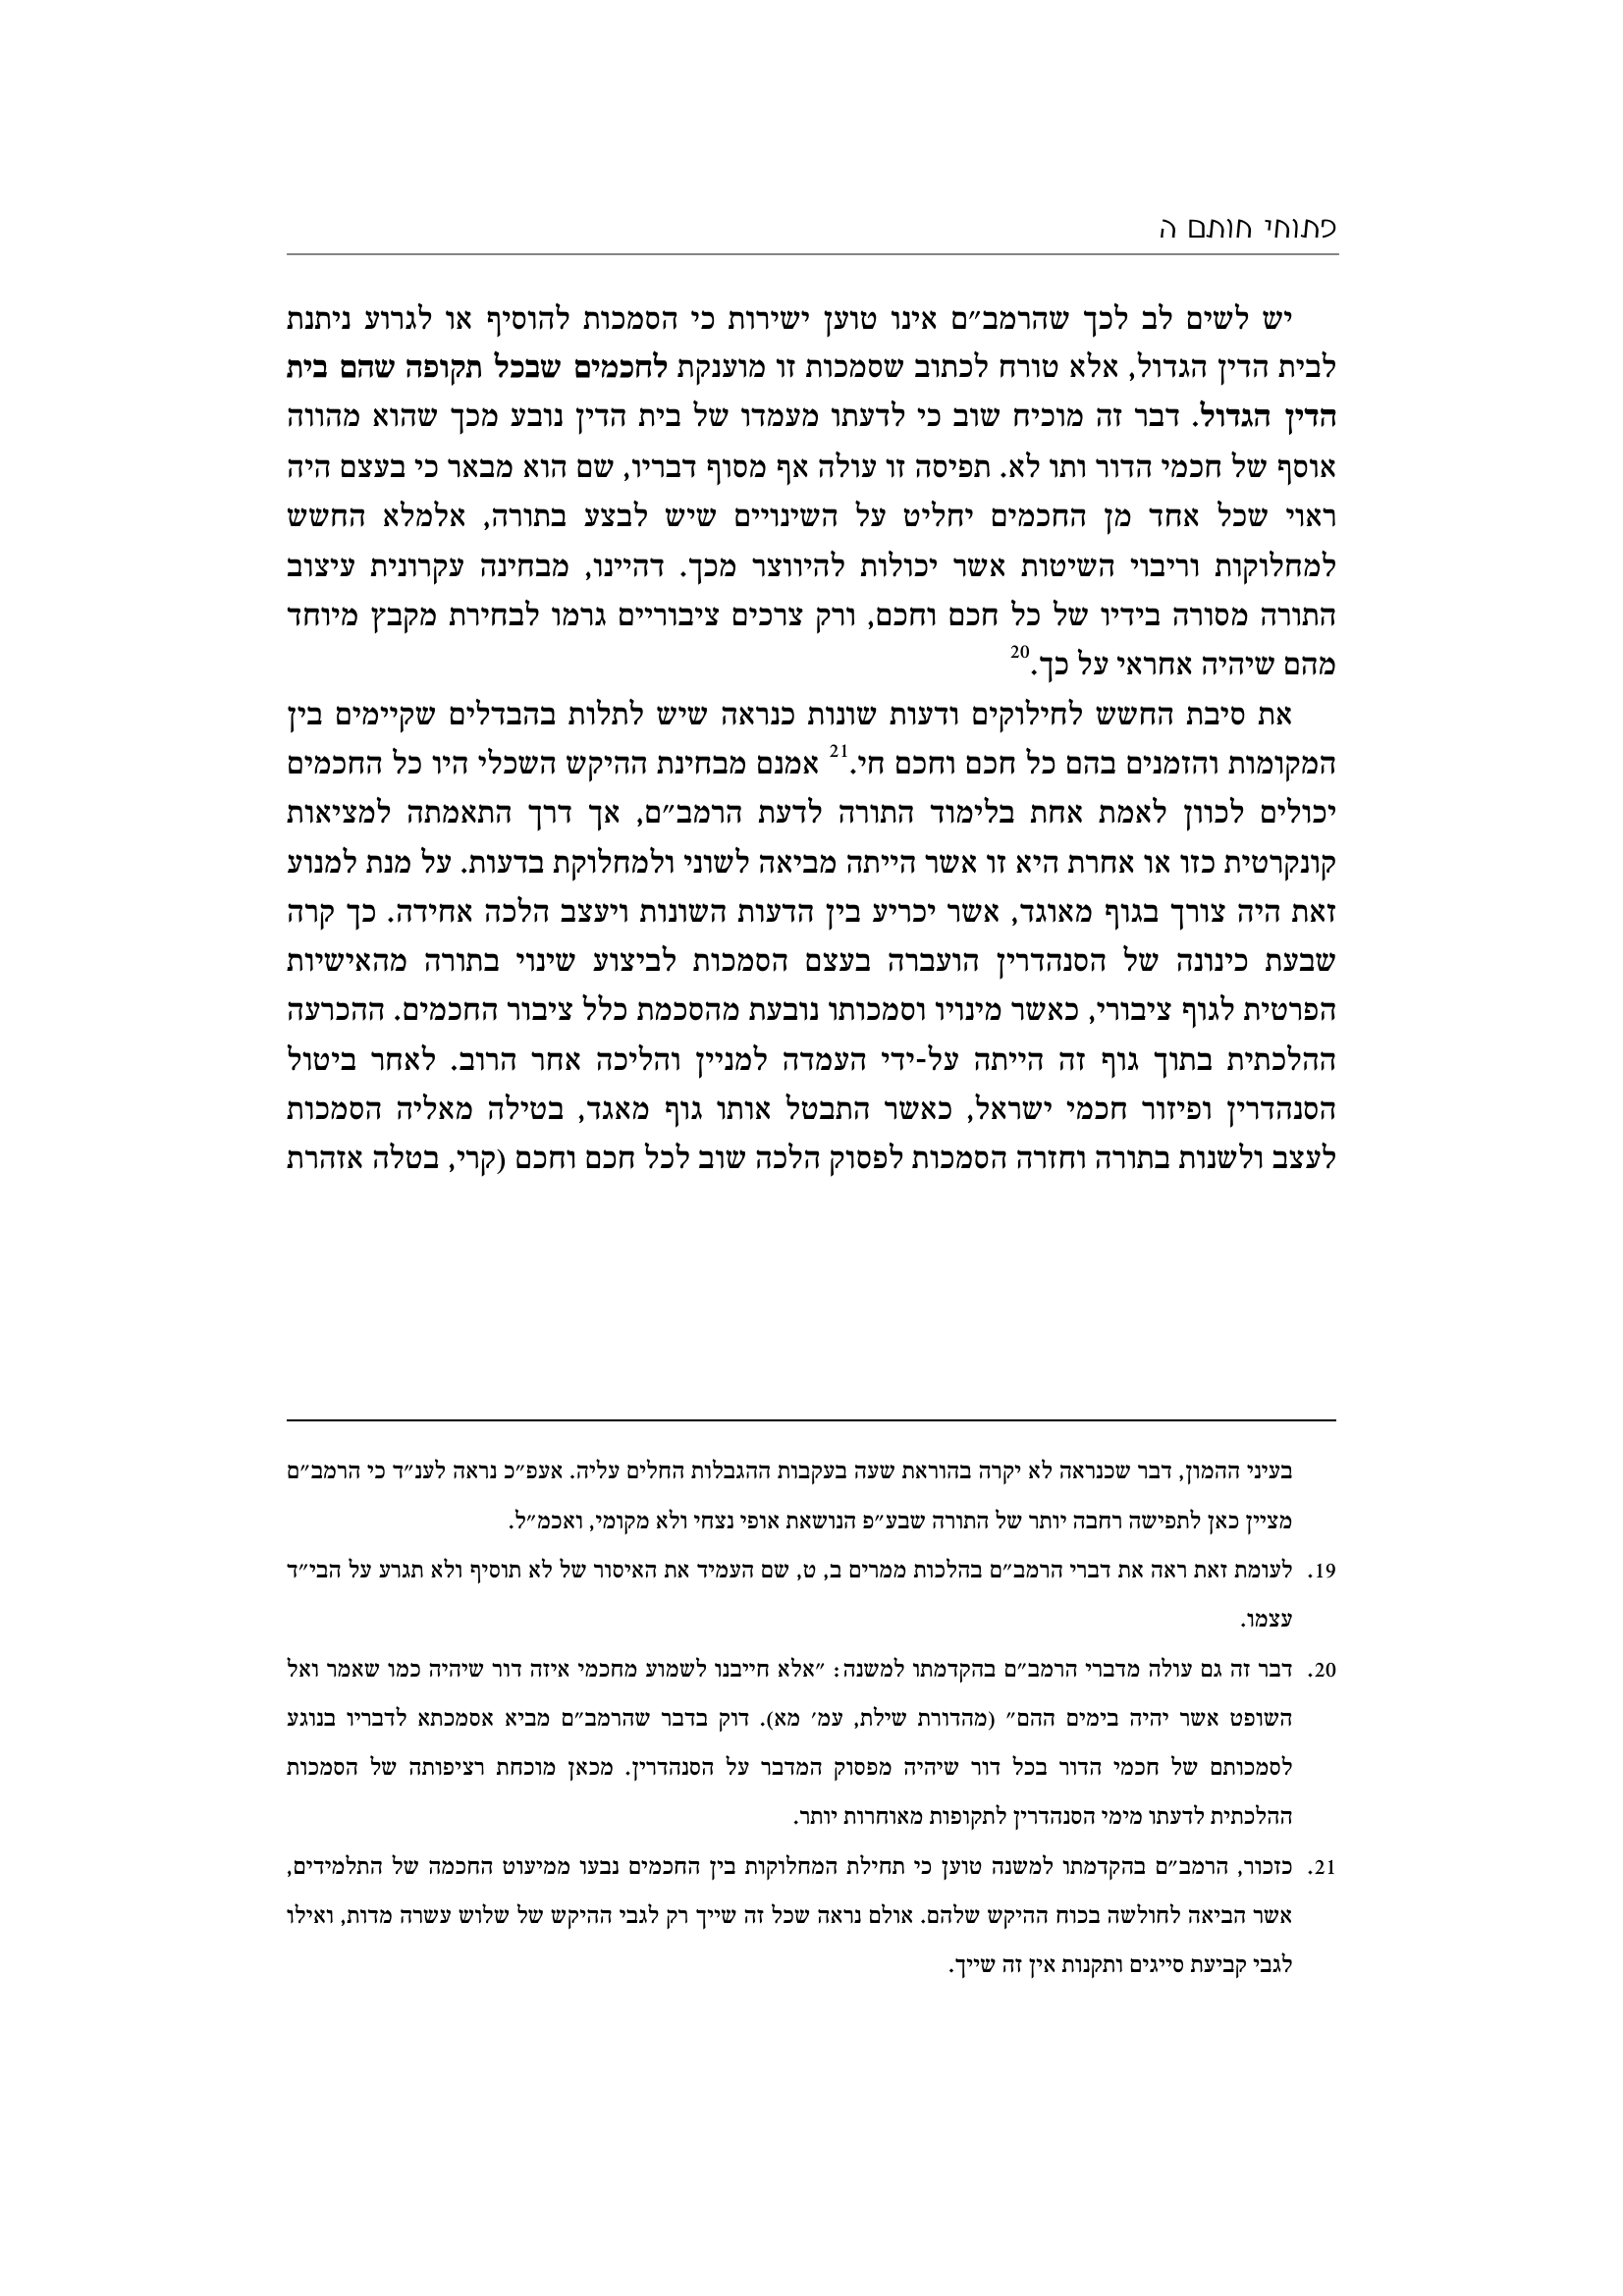 פתוחי חותם ה
יש לשים לב לכך שהרמב״ם אינו טוען ישירות כי הסמכות להוסיף או לגרוע ניתנת
לבית הדין הגדול, אלא טורח לכתוב שסמכות זו מוענקת לחכמים שבכל תקופה שהם בית
הדין הגדול. דבר זה מוכיח שוב כי לדעתו מעמדו של בית הדין נובע מכך שהוא מהווה
אוסף של חכמי הדור ותו לא. תפיסה זו עולה אף מסוף דבריו, שם הוא מבאר כי בעצם היה
ראוי שכל אחד מן החכמים יחליט על השינויים שיש לבצע בתורה, אלמלא החשש
למחלוקות וריבוי השיטות אשר יכולות להיווצר מכך. דהיינו, מבחינה עקרונית עיצוב
התורה מסורה בידיו של כל חכם וחכם, ורק צרכים ציבוריים גרמו לבחירת מקבץ מיוחד
מהם שיהיה אחראי על כך.20
את סיבת החשש לחילוקים ודעות שונות כנראה שיש לתלות בהבדלים שקיימים בין
המקומות והזמנים בהם כל חכם וחכם חי.21 אמנם מבחינת ההיקש השכלי היו כל החכמים
יכולים לכוון לאמת אחת בלימוד התורה לדעת הרמב״ם, אך דרך התאמתה למציאות
קונקרטית כזו או אחרת היא זו אשר הייתה מביאה לשוני ולמחלוקת בדעות. על מנת למנוע
זאת היה צורך בגוף מאוגד, אשר יכריע בין הדעות השונות ויעצב הלכה אחידה. כך קרה
שבעת כינונה של הסנהדרין הועברה בעצם הסמכות לביצוע שינוי בתורה מהאישיות
הפרטית לגוף ציבורי, כאשר מינויו וסמכותו נובעת מהסכמת כלל ציבור החכמים. ההכרעה
ההלכתית בתוך גוף זה הייתה על-ידי העמדה למניין והליכה אחר הרוב. לאחר ביטול
הסנהדרין ופיזור חכמי ישראל, כאשר התבטל אותו גוף מאגד, בטילה מאליה הסמכות
לעצב ולשנות בתורה וחזרה הסמכות לפסוק הלכה שוב לכל חכם וחכם (קרי, בטלה אזהרת
בעיני ההמון, דבר שכנראה לא יקרה בהוראת שעה בעקבות ההגבלות החלים עליה. אעפ״כ נראה לענ״ד כי הרמב״ם
מציין כאן לתפישה רחבה יותר של התורה שבע״פ הנושאת אופי נצחי ולא מקומי, ואכמ״ל.
19. לעומת זאת ראה את דברי הרמב״ם בהלכות ממרים ב, ט, שם העמיד את האיסור של לא תוסיף ולא תגרע על הבי״ד
עצמו.
20. דבר זה גם עולה מדברי הרמב״ם בהקדמתו למשנה: ״אלא חייבנו לשמוע מחכמי איזה דור שיהיה כמו שאמר ואל
השופט אשר יהיה בימים ההם״ (מהדורת שילת, עמ׳ מא). דוק בדבר שהרמב״ם מביא אסמכתא לדבריו בנוגע
לסמכותם של חכמי הדור בכל דור שיהיה מפסוק המדבר על הסנהדרין. מכאן מוכחת רציפותה של הסמכות
ההלכתית לדעתו מימי הסנהדרין לתקופות מאוחרות יותר.
21. כזכור, הרמב״ם בהקדמתו למשנה טוען כי תחילת המחלוקות בין החכמים נבעו ממיעוט החכמה של התלמידים,
אשר הביאה לחולשה בכוח ההיקש שלהם. אולם נראה שכל זה שייך רק לגבי ההיקש של שלוש עשרה מדות, ואילו
לגבי קביעת סייגים ותקנות אין זה שייך.